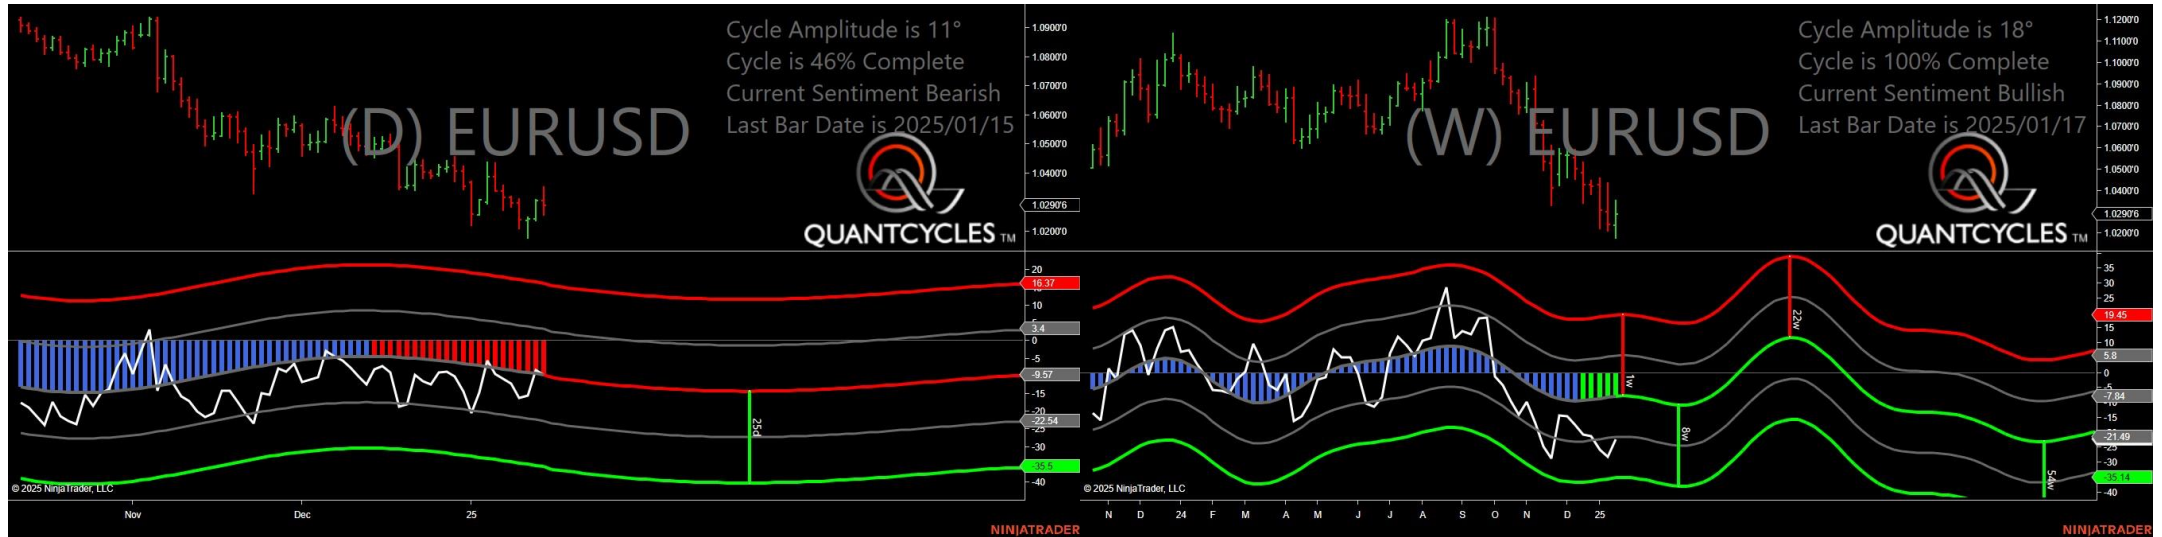 Cycle Amplitude is 11°
Cycle is 46% Complete
Current Sentiment Bearish
Last Bar Date is 2025/01/15
(D) EURUSD
QUANTCYCLES TM
1.0900'0
1.0800'0
1.0700'0
1.0600'0
1.0500'0
1.0400'0
1.0290'6
1.0200'0
20
16.37
10
3.4
0
-5
-9.57
-15
-20
-22.54
-25
-30
-35.5
-40
25d
© 2025 NinjaTrader, LLC
Nov Dec 25
NINJATRADER
Cycle Amplitude is 18°
Cycle is 100% Complete
Current Sentiment Bullish
Last Bar Date is 2025/01/17
(W) EURUSD
QUANTCYCLES TM
1.1200'0
1.1100'0
1.1000'0
1.0900'0
1.0800'0
1.0700'0
1.0600'0
1.0500'0
1.0400'0
1.0290'6
1.0200'0
35
30
25
19.45
15
10
5.8
0
-5
-7.84
-15
-21.49
-25
-30
-35.14
-40
1w
8w
22w
54w
© 2025 NinjaTrader, LLC
N D 24 F M A M J J A S O N D 25
NINJATRADER